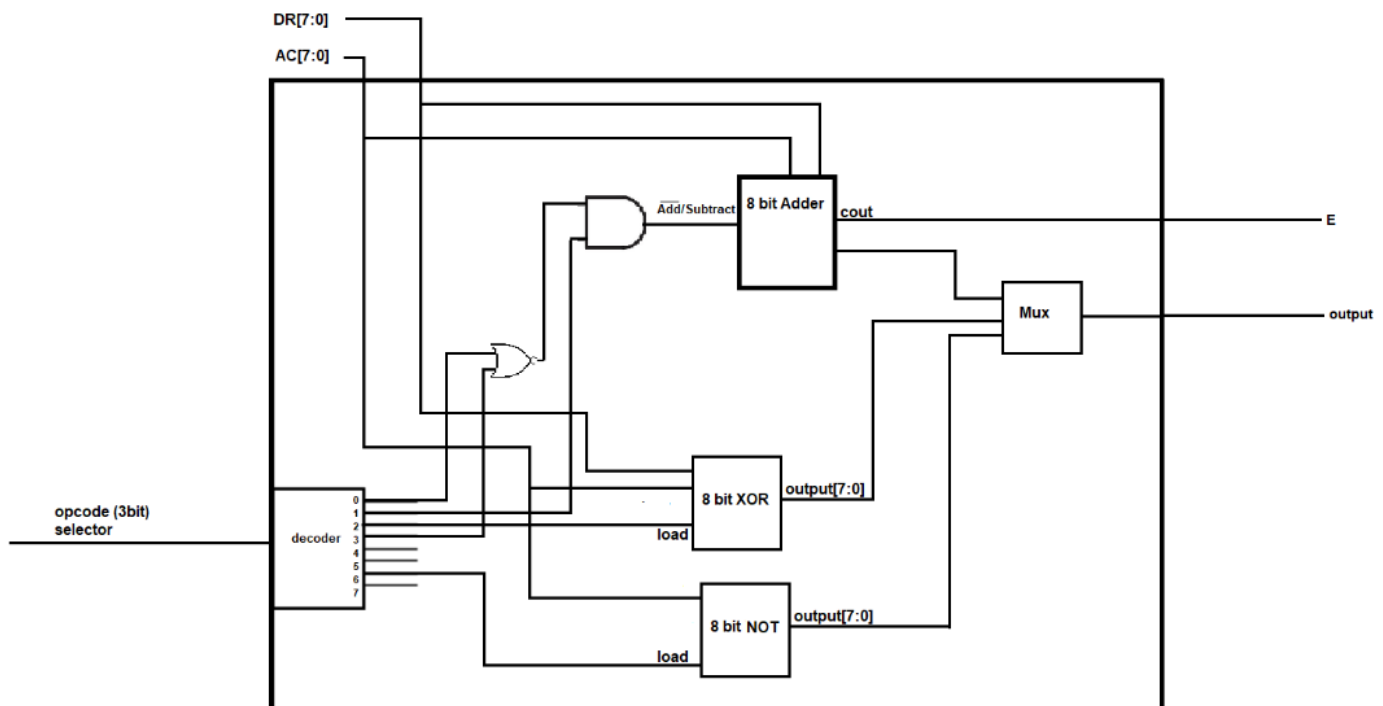 DR[7:0]
AC[7:0]
8 bit Adder
Add/Subtract
cout
E
Mux
output
opcode (3bit)
selector
decoder
0
1
2
3
4
5
6
7
8 bit XOR
output[7:0]
load
8 bit NOT
output[7:0]
load